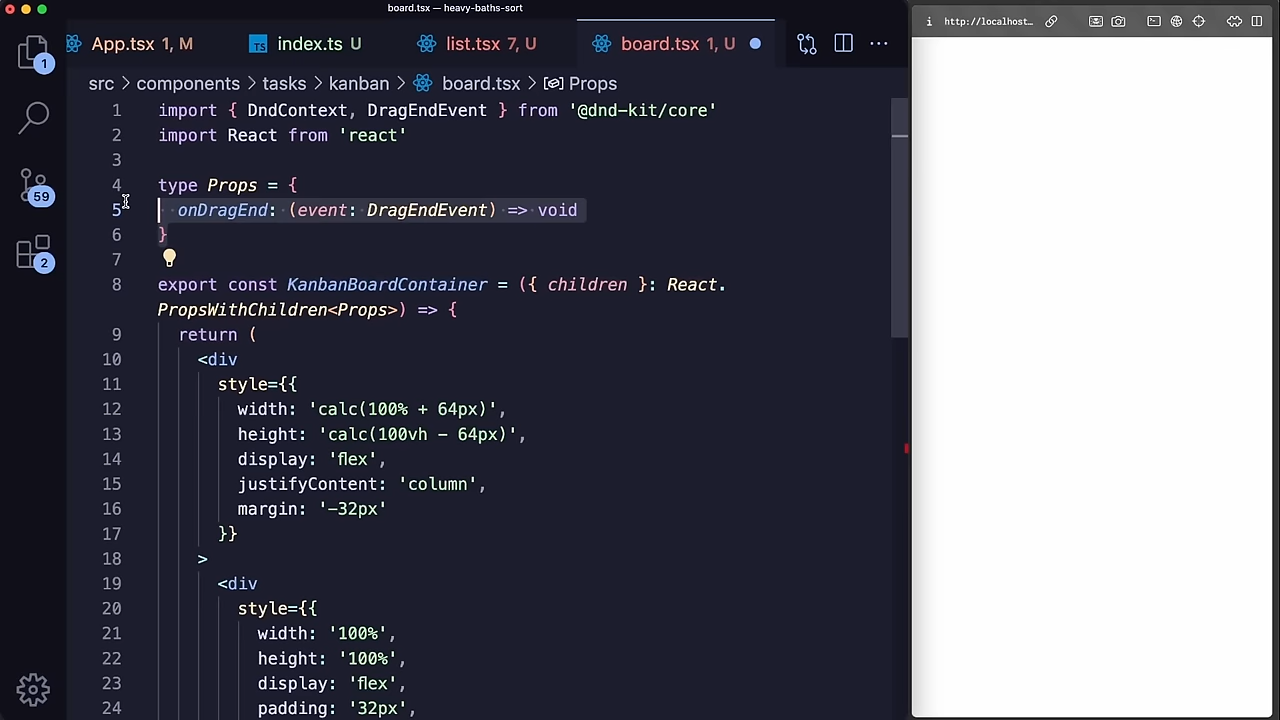 board.tsx — heavy-baths-sort
App.tsx 1, M
TS index.ts U
list.tsx 7, U
board.tsx 1, U
http://localhost...
src > components > tasks > kanban > board.tsx > Props
1 import { DndContext, DragEndEvent } from '@dnd-kit/core'
2 import React from 'react'
3
4 type Props = {
5 onDragEnd: (event: DragEndEvent) => void
6 }
7
8 export const KanbanBoardContainer = ({ children }: React.
PropsWithChildren<Props>) => {
9 return (
10 <div
11 style={{
12 width: 'calc(100% + 64px)',
13 height: 'calc(100vh - 64px)',
14 display: 'flex',
15 justifyContent: 'column',
16 margin: '-32px'
17 }}
18 >
19 <div
20 style={{
21 width: '100%',
22 height: '100%',
23 display: 'flex',
24 padding: '32px',
1
59
2